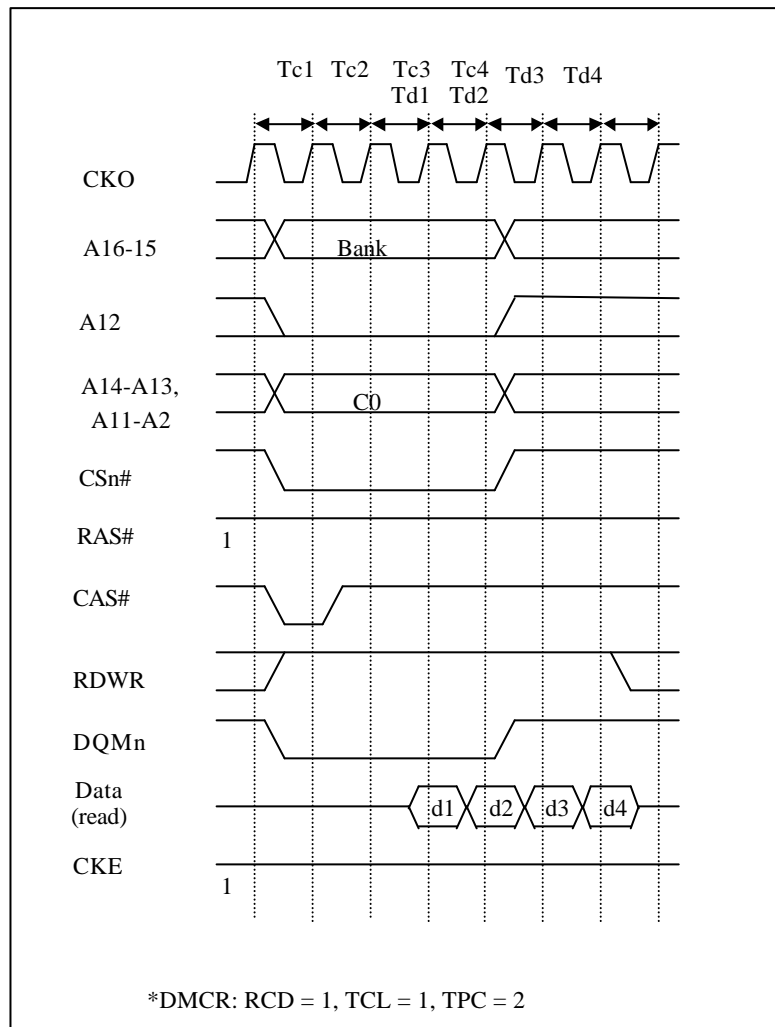 Tc1 Tc2 Tc3 Tc4 Td3 Td4
Td1 Td2
CKO
A16-15 Bank
A12
A14-A13, C0
A11-A2
CSn#
RAS# 1
CAS#
RDWR
DQMn
Data
(read) d1 d2 d3 d4
CKE
1
*DMCR: RCD = 1, TCL = 1, TPC = 2